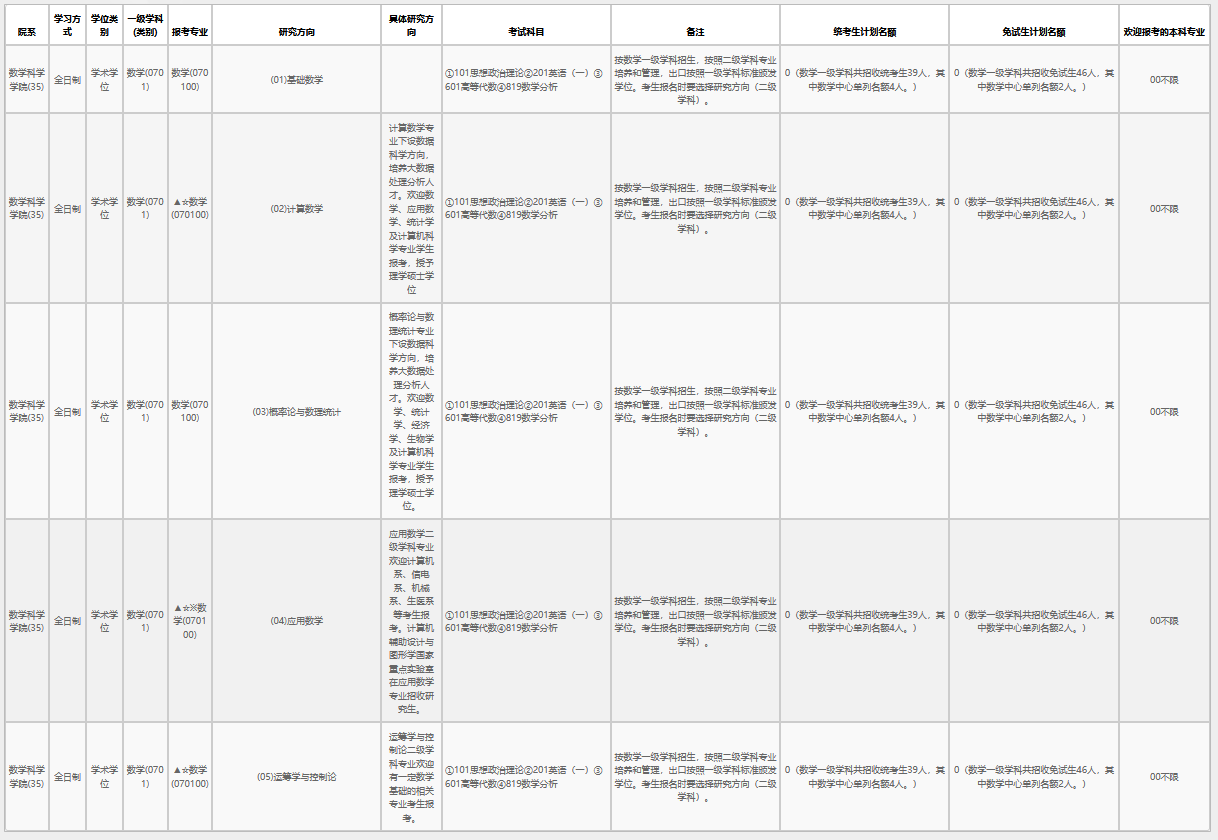 院系
学习方
式
学位类
别
一级学科
(类别)
报考专业
研究方向
具体研究方
向
考试科目
备注
统考生计划名额
免试生计划名额
欢迎报考的本科专业
数学科学
学院(35)
全日制
学术学
位
数学(070
1)
数学(070
100)
(01)基础数学
①101思想政治理论②201英语（一）③
601高等代数④819数学分析
按数学一级学科招生，按照二级学科专业
培养和管理，出口按照一级学科标准颁发
学位。考生报名时要选择研究方向（二级
学科）。
0（数学一级学科共招收统考生39人，其
中数学中心单列名额4人。）
0（数学一级学科共招收免试生46人，其
中数学中心单列名额2人。）
00不限
数学科学
学院(35)
全日制
学术学
位
数学(070
1)
▲☆数学
(070100)
(02)计算数学
计算数学专
业下设数据
科学方向，
培养大数据
处理分析人
才。欢迎数
学、应用数
学、统计学
及计算机科
学专业学生
报考，授予
理学硕士学
位
①101思想政治理论②201英语（一）③
601高等代数④819数学分析
按数学一级学科招生，按照二级学科专业
培养和管理，出口按照一级学科标准颁发
学位。考生报名时要选择研究方向（二级
学科）。
0（数学一级学科共招收统考生39人，其
中数学中心单列名额4人。）
0（数学一级学科共招收免试生46人，其
中数学中心单列名额2人。）
00不限
数学科学
学院(35)
全日制
学术学
位
数学(070
1)
数学(070
100)
(03)概率论与数理统计
概率论与数
理统计专业
下设数据科
学方向，培
养大数据处
理分析人
才。欢迎数
学、统计
学、经济
学、生物学
及计算机科
学专业学生
报考，授予
理学硕士学
位。
①101思想政治理论②201英语（一）③
601高等代数④819数学分析
按数学一级学科招生，按照二级学科专业
培养和管理，出口按照一级学科标准颁发
学位。考生报名时要选择研究方向（二级
学科）。
0（数学一级学科共招收统考生39人，其
中数学中心单列名额4人。）
0（数学一级学科共招收免试生46人，其
中数学中心单列名额2人。）
00不限
数学科学
学院(35)
全日制
学术学
位
数学(070
1)
▲☆※数
学(0701
00)
(04)应用数学
应用数学二
级学科专业
欢迎计算机
系、信电
系、机械
系、生医系
等考生报
考。计算机
辅助设计与
图形学国家
重点实验室
在应用数学
专业招收研
究生。
①101思想政治理论②201英语（一）③
601高等代数④819数学分析
按数学一级学科招生，按照二级学科专业
培养和管理，出口按照一级学科标准颁发
学位。考生报名时要选择研究方向（二级
学科）。
0（数学一级学科共招收统考生39人，其
中数学中心单列名额4人。）
0（数学一级学科共招收免试生46人，其
中数学中心单列名额2人。）
00不限
数学科学
学院(35)
全日制
学术学
位
数学(070
1)
▲☆数学
(070100)
(05)运筹学与控制论
运筹学与控
制论二级学
科专业欢迎
有一定数学
基础的相关
专业考生报
考。
①101思想政治理论②201英语（一）③
601高等代数④819数学分析
按数学一级学科招生，按照二级学科专业
培养和管理，出口按照一级学科标准颁发
学位。考生报名时要选择研究方向（二级
学科）。
0（数学一级学科共招收统考生39人，其
中数学中心单列名额4人。）
0（数学一级学科共招收免试生46人，其
中数学中心单列名额2人。）
00不限